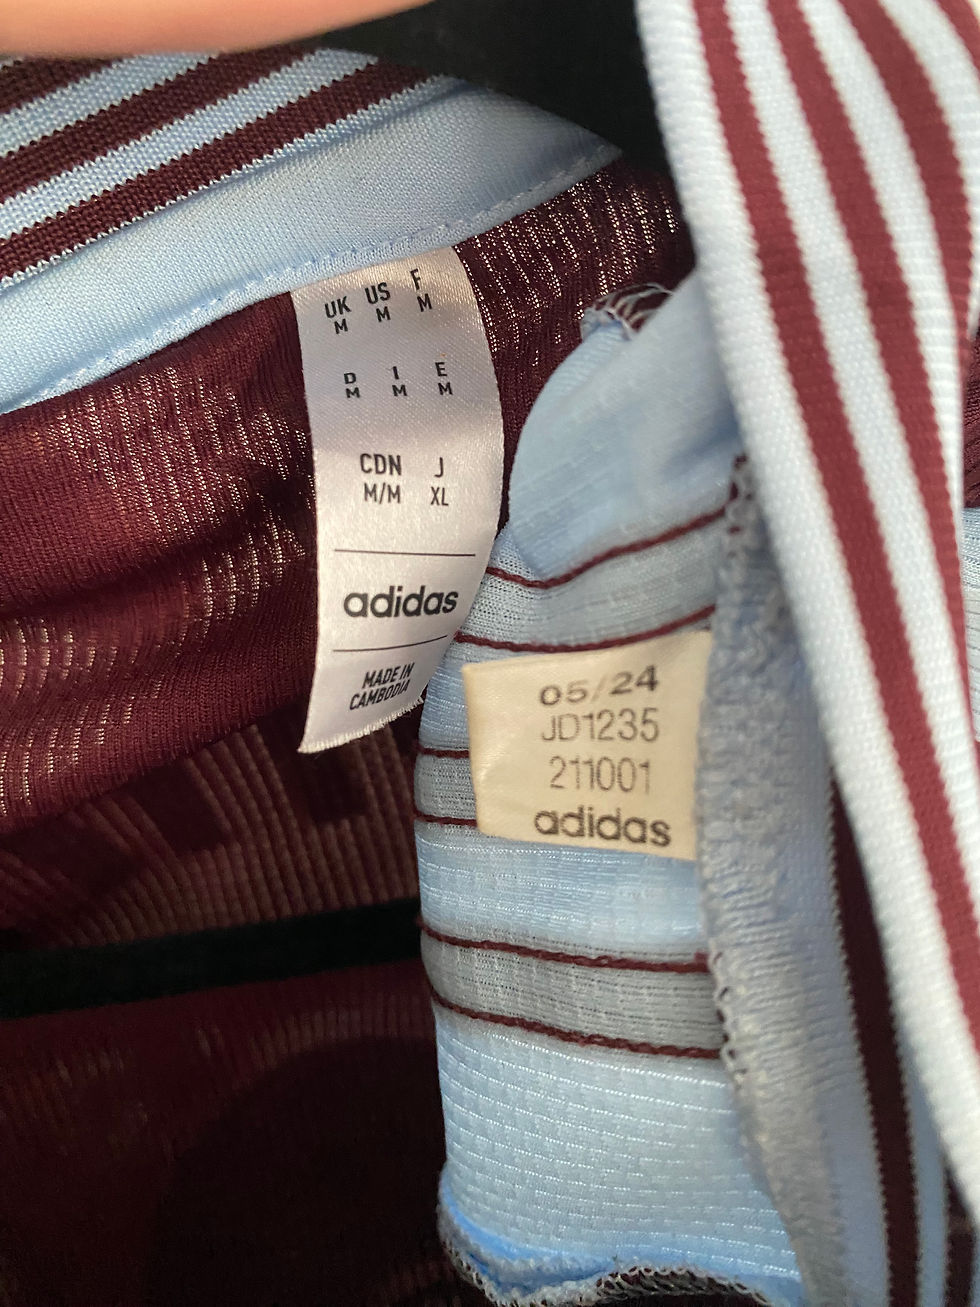 UK US F
M M M
D I E
M M M
CDN J
M/M XL
adidas
MADE IN
CAMBODIA
05/24
JD1235
211001
adidas